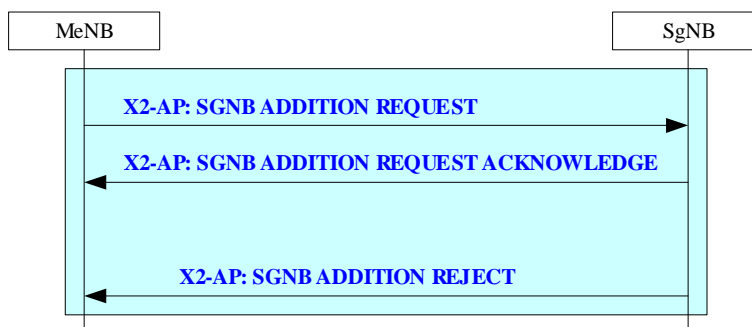 MeNB
SgNB
X2-AP: SGNB ADDITION REQUEST
X2-AP: SGNB ADDITION REQUEST ACKNOWLEDGE
X2-AP: SGNB ADDITION REJECT